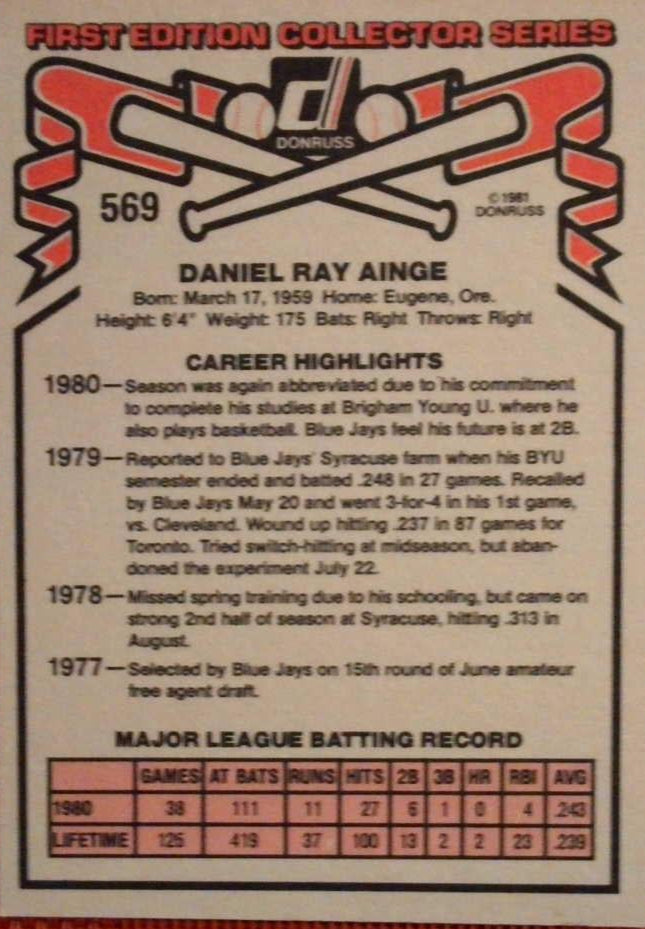 FIRST EDITION COLLECTOR SERIES
d
DONRUSS
569
© 1981
DONRUSS
DANIEL RAY AINGE
Born: March 17, 1959 Home: Eugene, Ore.
Height: 6'4" Weight: 175 Bats: Right Throws: Right
CAREER HIGHLIGHTS
1980—Season was again abbreviated due to his commitment
to complete his studies at Brigham Young U. where he
also plays basketball. Blue Jays feel his future is at 2B.
1979—Reported to Blue Jays' Syracuse farm when his BYU
semester ended and batted .248 in 27 games. Recalled
by Blue Jays May 20 and went 3-for-4 in his 1st game,
vs. Cleveland. Wound up hitting .237 in 87 games for
Toronto. Tried switch-hitting at midseason, but aban-
doned the experiment July 22.
1978—Missed spring training due to his schooling, but came on
strong 2nd half of season at Syracuse, hitting .313 in
August.
1977—Selected by Blue Jays on 15th round of June amateur
free agent draft.
MAJOR LEAGUE BATTING RECORD
GAMES AT BATS RUNS HITS 2B 3B HR RBI AVG
1980 38 111 11 27 6 1 0 4 .243
LIFETIME 125 419 37 100 13 2 2 23 .239